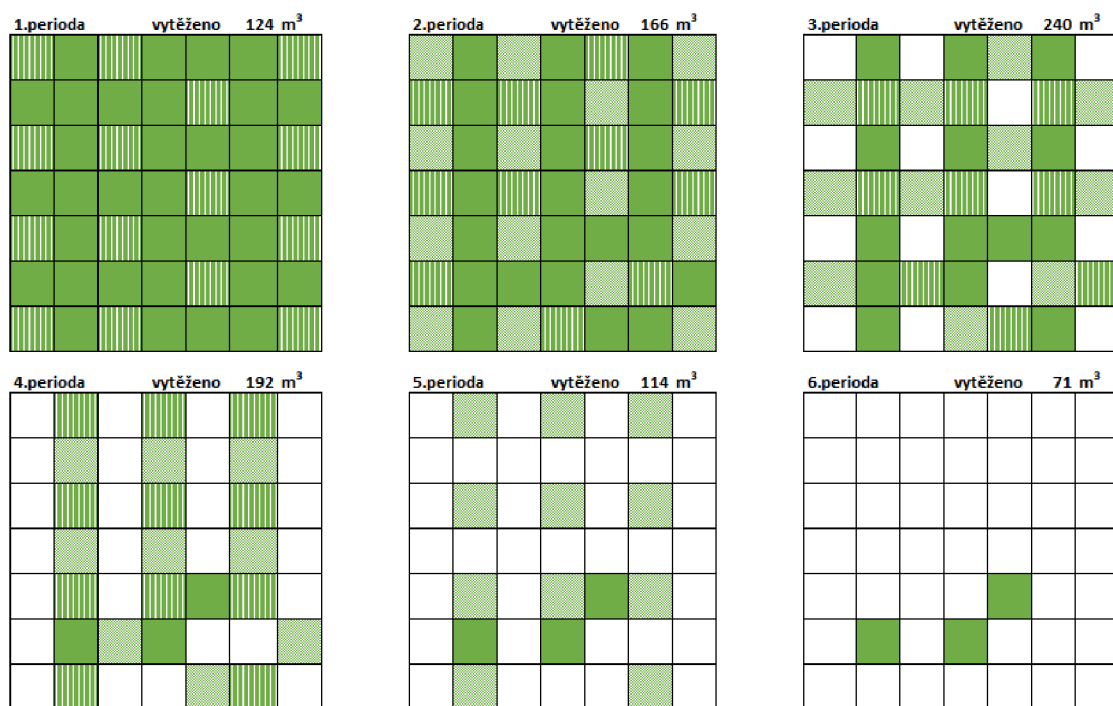 1.perioda vytěženo 124 m³
2.perioda vytěženo 166 m³
3.perioda vytěženo 240 m³
4.perioda vytěženo 192 m³
5.perioda vytěženo 114 m³
6.perioda vytěženo 71 m³